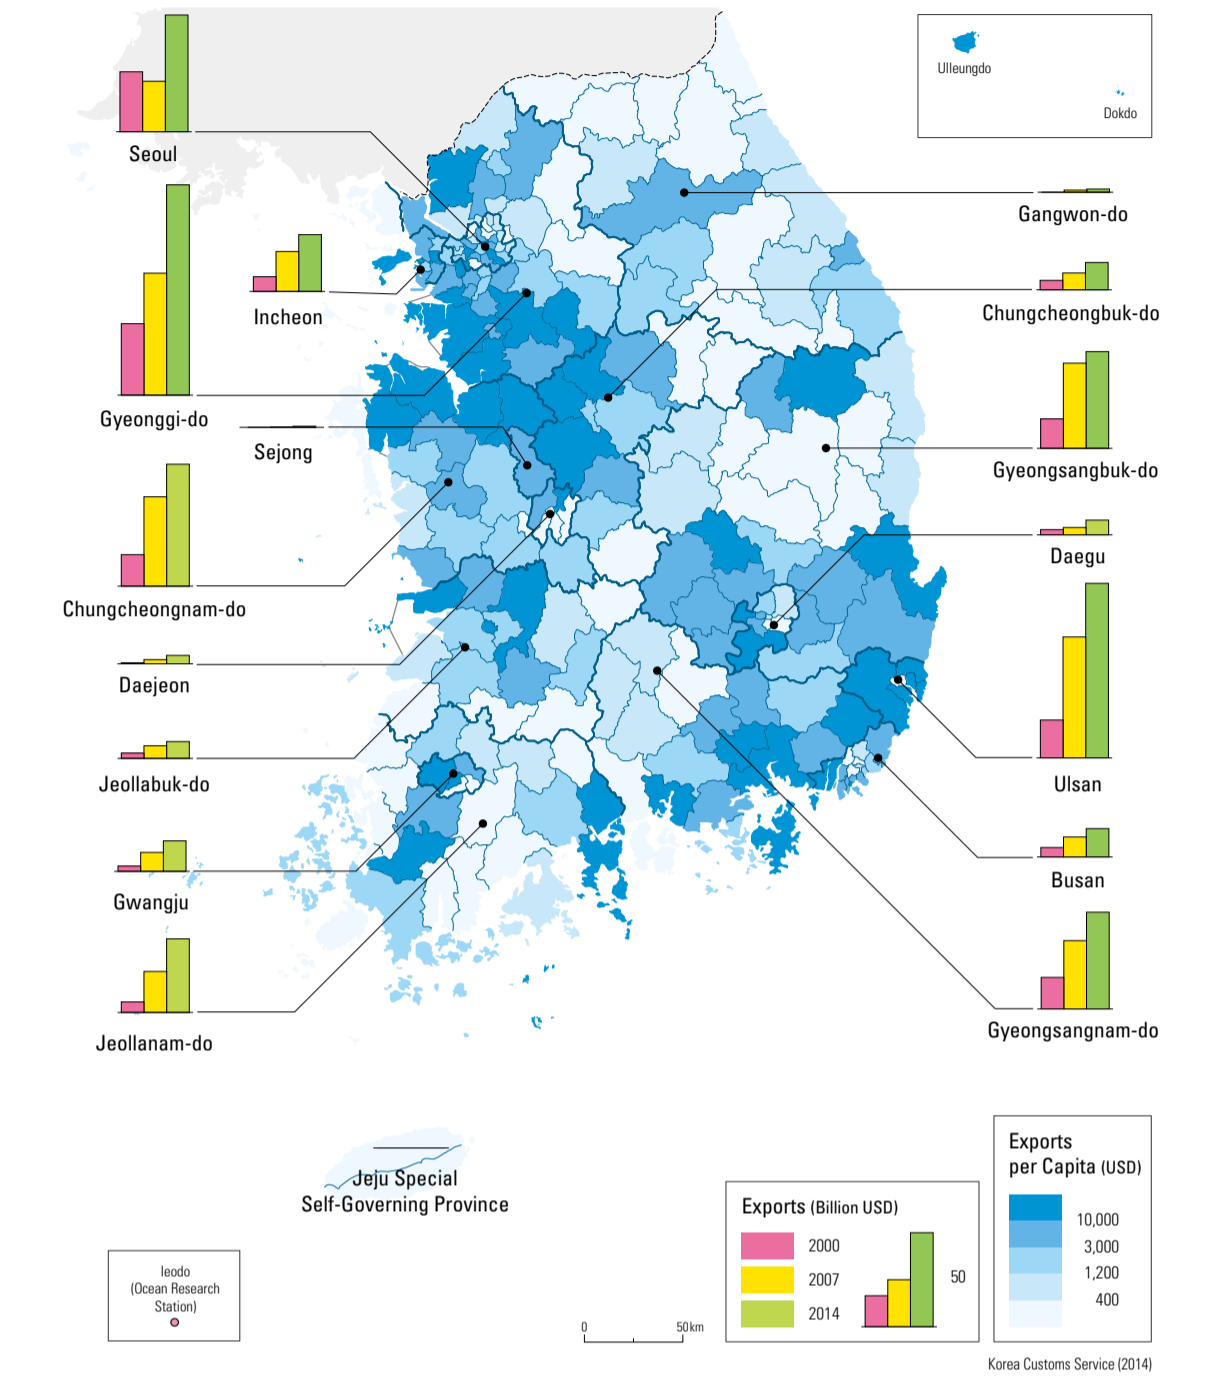 Ulleungdo
Dokdo
Seoul
Gangwon-do
Incheon
Chungcheongbuk-do
Gyeonggi-do
Sejong
Gyeongsangbuk-do
Daegu
Chungcheongnam-do
Daejeon
Jeollabuk-do
Ulsan
Gwangju
Busan
Jeollanam-do
Gyeongsangnam-do
Jeju Special
Self-Governing Province
Ieodo
(Ocean Research
Station)
0 50km
Exports (Billion USD)
2000
2007
2014
50
Exports
per Capita (USD)
10,000
3,000
1,200
400
Korea Customs Service (2014)